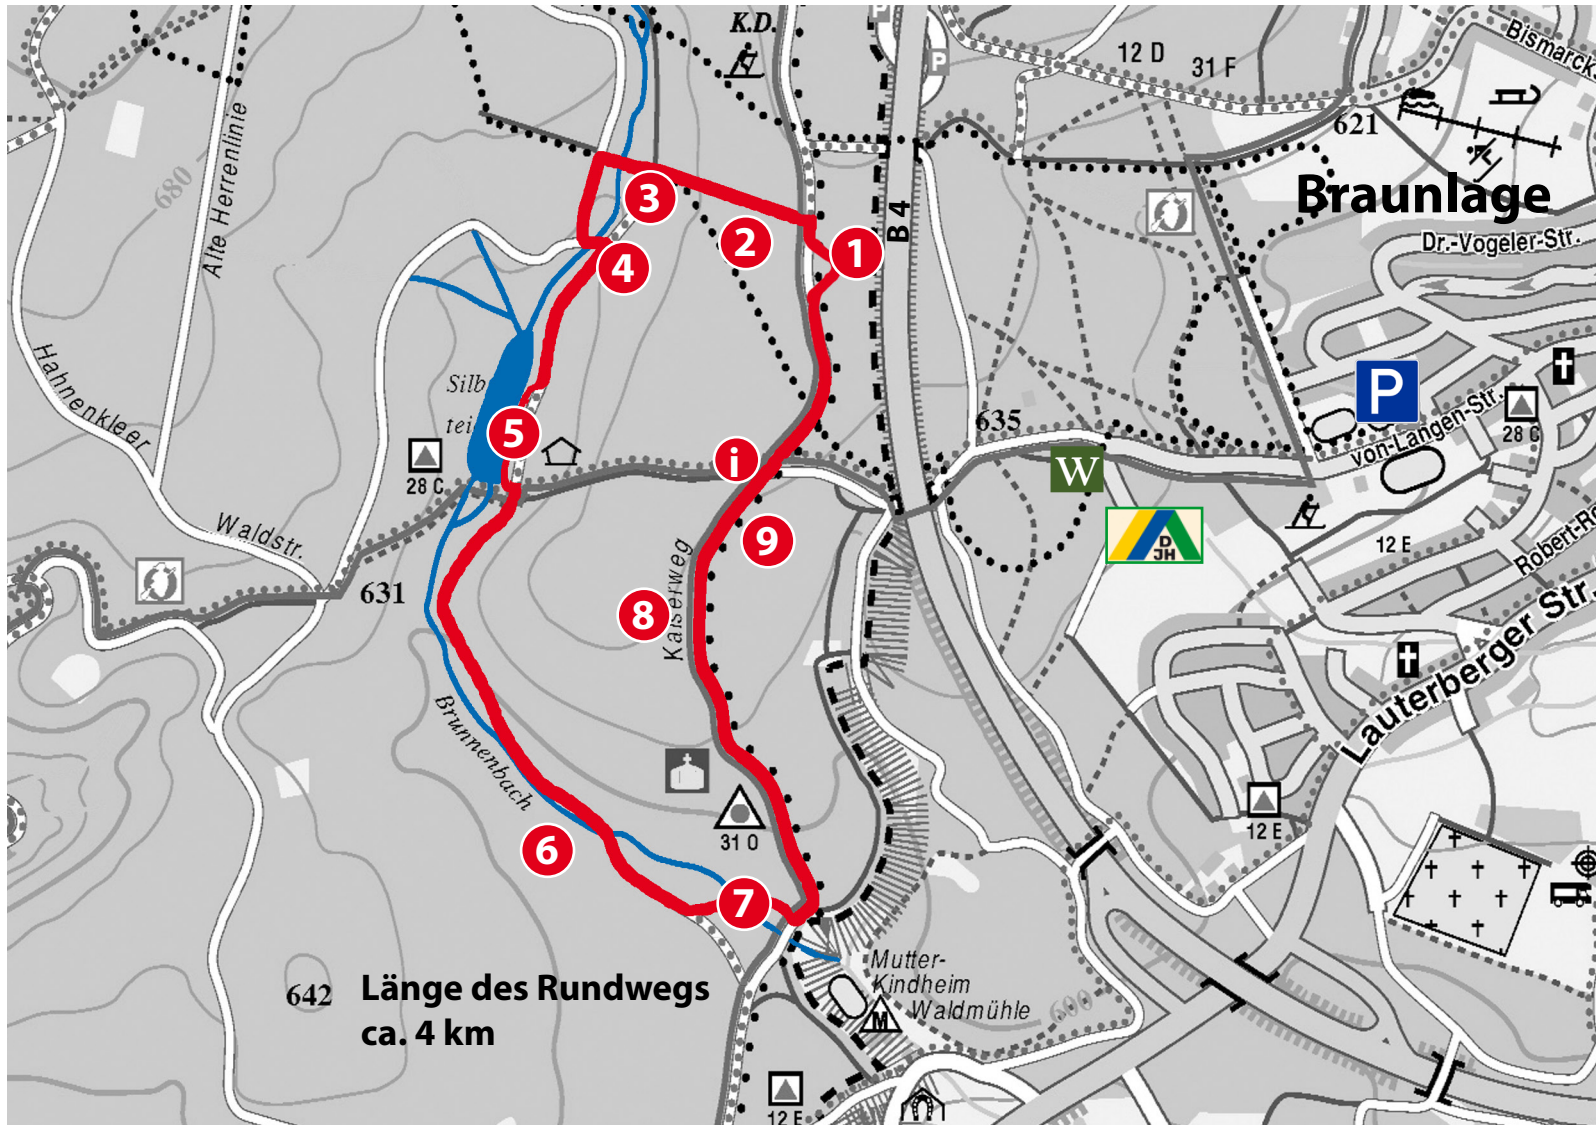 K.D.
P
P
12 D
31 F
Bismarck
621
Braunlage
Dr.-Vogeler-Str.
Alte Herrenlinie
680
3
2
1
B 4
4
Hahnenkleer
Silb
tei
5
28 C
i
635
W
P
von-Langen-Str.
28 C
Waldstr.
9
D
JH
12 E
Robert-Ro
631
8
Kaiserweg
Lauterberger Str.
Brunnenbach
31 O
12 E
6
7
642
Länge des Rundwegs
ca. 4 km
Mutter-
Kindheim
Waldmühle
M
600
12 E